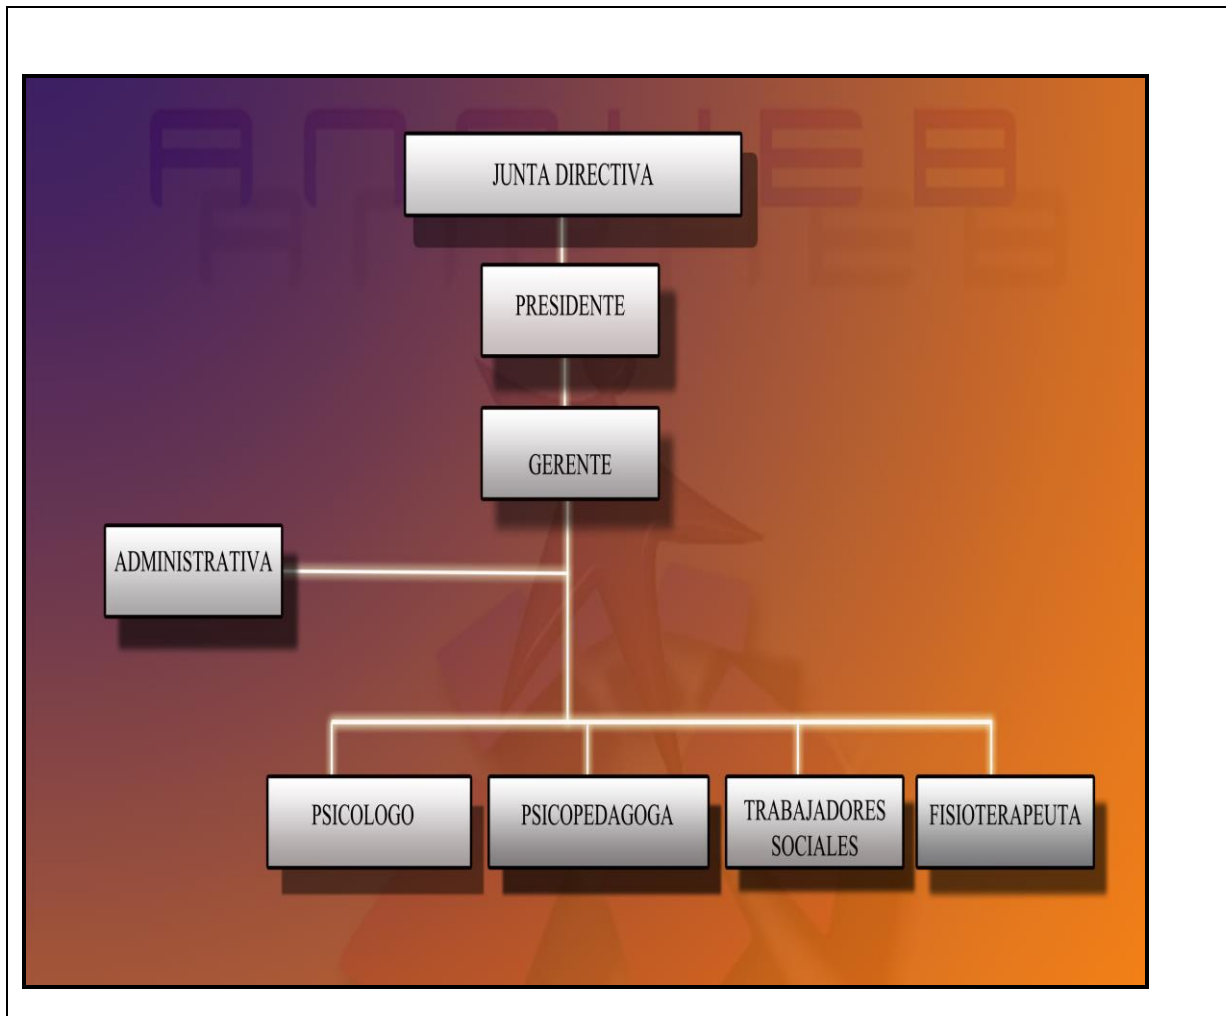 JUNTA DIRECTIVA
PRESIDENTE
GERENTE
ADMINISTRATIVA
PSICOLOGO
PSICOPEDAGOGA
TRABAJADORES
SOCIALES
FISIOTERAPEUTA